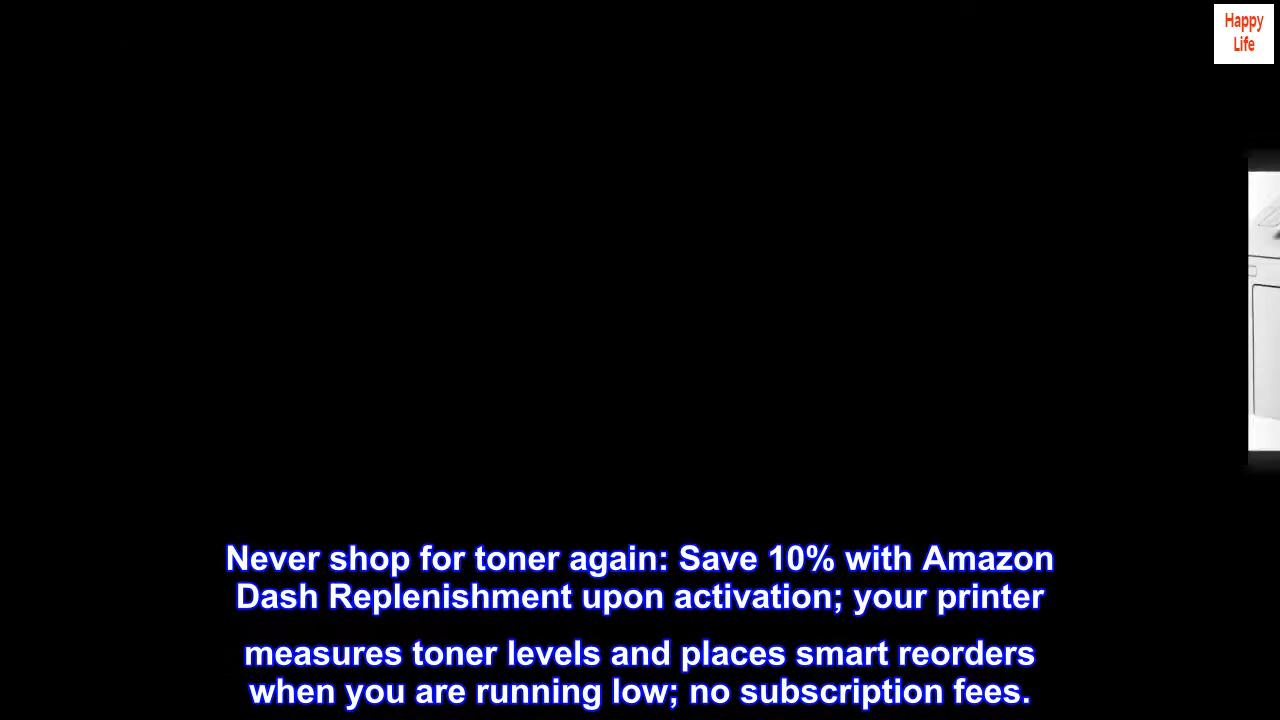 Happy
Life
Never shop for toner again: Save 10% with Amazon
Dash Replenishment upon activation; your printer
measures toner levels and places smart reorders
when you are running low; no subscription fees.